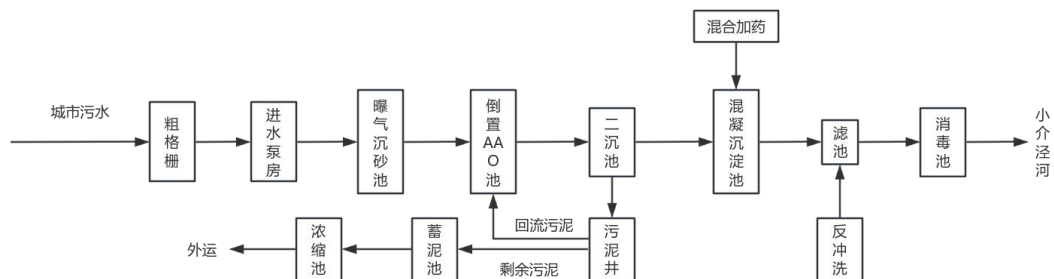 混合加药
城市污水
粗格栅
进水泵房
曝气沉砂池
倒置AAO池
二沉池
混凝沉淀池
滤池
消毒池
小介泾河
外运
浓缩池
蓄泥池
回流污泥
剩余污泥
污泥井
反冲洗